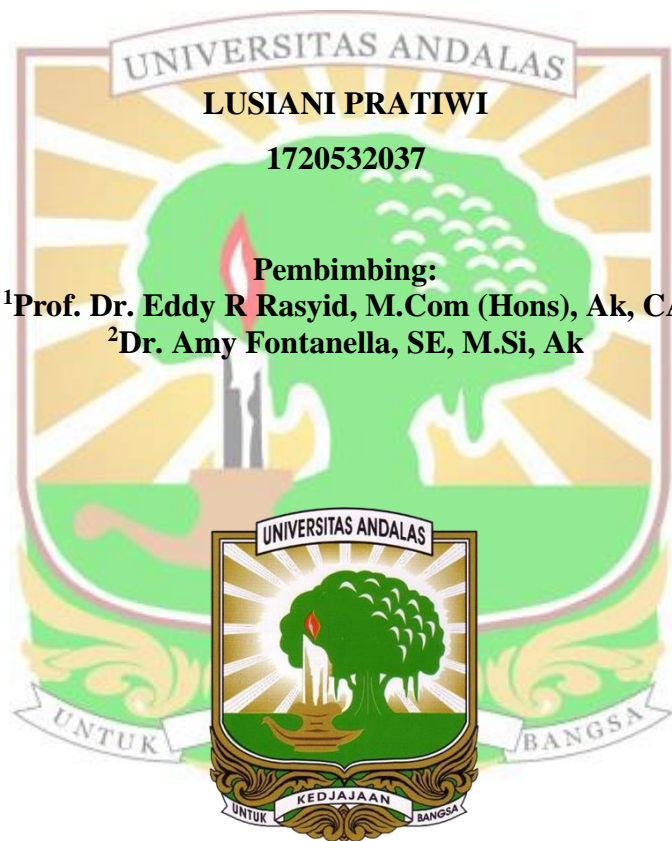 UNIVERSITAS ANDALAS
LUSIANI PRATIWI
1720532037
Pembimbing:
¹Prof. Dr. Eddy R Rasyid, M.Com (Hons), Ak, CA
²Dr. Amy Fontanella, SE, M.Si, Ak
UNIVERSITAS ANDALAS
UNTUK
BANGSA
UNTUK
KEDJAJAAN
BANGSA